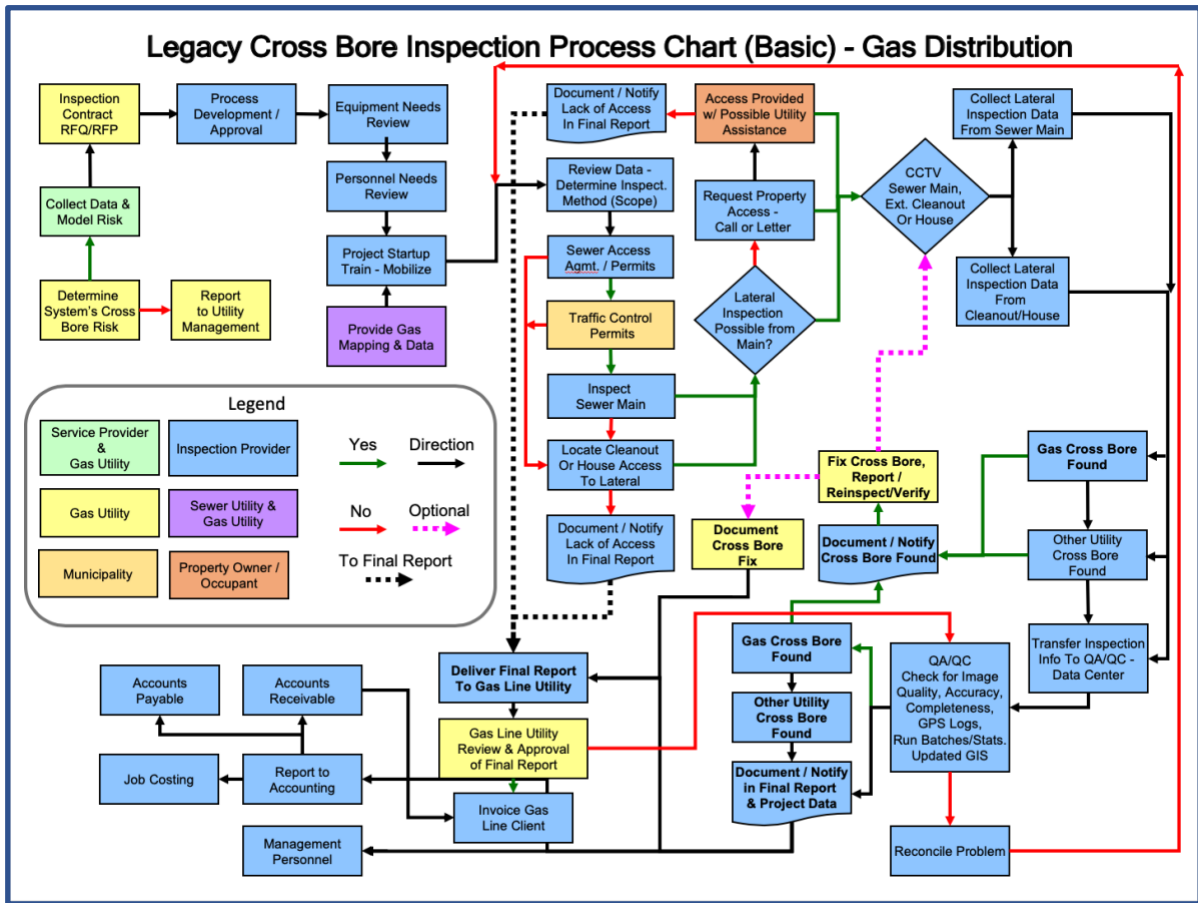 Legacy Cross Bore Inspection Process Chart (Basic) - Gas Distribution
Inspection
Contract
RFQ/RFP
Process
Development /
Approval
Equipment Needs
Review
Collect Data &
Model Risk
Personnel Needs
Review
Project Startup
Train - Mobilize
Determine
System's Cross
Bore Risk
Report
to Utility
Management
Provide Gas
Mapping & Data
Document / Notify
Lack of Access
In Final Report
Access Provided
w/ Possible Utility
Assistance
Review Data -
Determine Inspect.
Method (Scope)
Request Property
Access -
Call or Letter
Sewer Access
Agmt. / Permits
Traffic Control
Permits
Lateral
Inspection
Possible from
Main?
Inspect
Sewer Main
Locate Cleanout
Or House Access
To Lateral
Document / Notify
Lack of Access
In Final Report
CCTV
Sewer Main,
Ext. Cleanout
Or House
Collect Lateral
Inspection Data
From Sewer Main
Collect Lateral
Inspection Data
From
Cleanout/House
Legend
Service Provider
&
Gas Utility
Inspection Provider
Gas Utility
Sewer Utility &
Gas Utility
Municipality
Property Owner /
Occupant
Yes
Direction
No
Optional
To Final Report
Fix Cross Bore,
Report /
Reinspect/Verify
Gas Cross Bore
Found
Document
Cross Bore
Fix
Document / Notify
Cross Bore Found
Other Utility
Cross Bore
Found
Deliver Final Report
To Gas Line Utility
Gas Cross Bore
Found
QA/QC
Check for Image
Quality, Accuracy,
Completeness,
GPS Logs,
Run Batches/Stats.
Updated GIS
Transfer Inspection
Info To QA/QC -
Data Center
Other Utility
Cross Bore
Found
Gas Line Utility
Review & Approval
of Final Report
Document / Notify
in Final Report
& Project Data
Accounts
Payable
Accounts
Receivable
Job Costing
Report to
Accounting
Invoice Gas
Line Client
Management
Personnel
Reconcile Problem